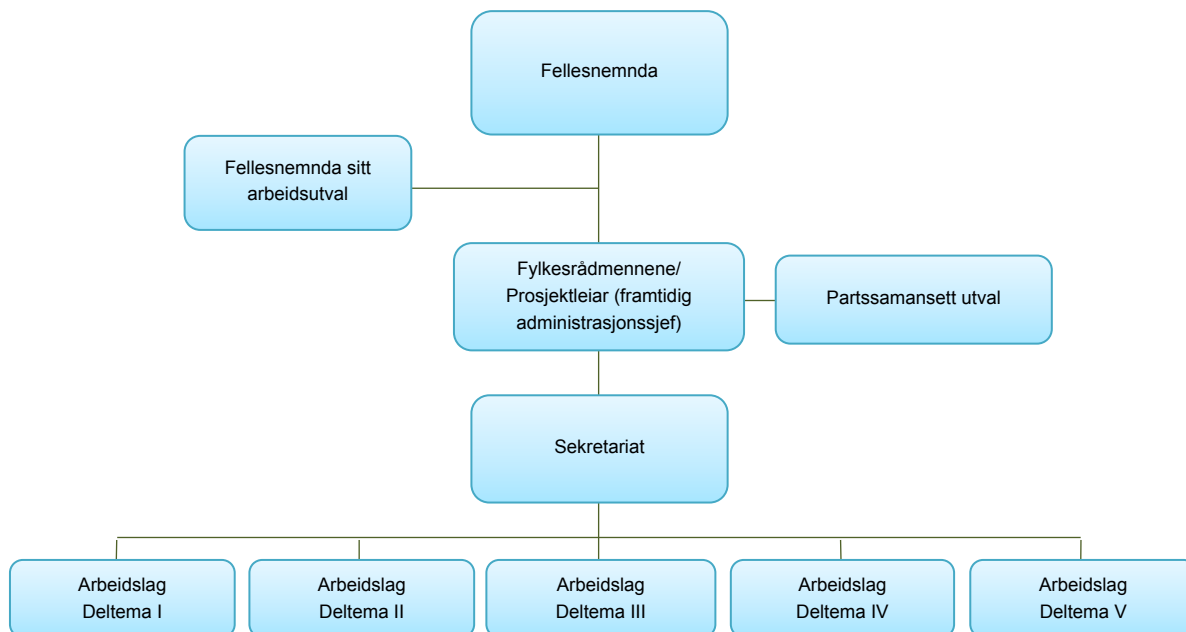 Fellesnemnda
Fellesnemnda sitt
arbeidsutval
Fylkesrådmennene/
Prosjektleiar (framtidig
administrasjonssjef)
Partssamansett utval
Sekretariat
Arbeidslag
Deltema I
Arbeidslag
Deltema II
Arbeidslag
Deltema III
Arbeidslag
Deltema IV
Arbeidslag
Deltema V